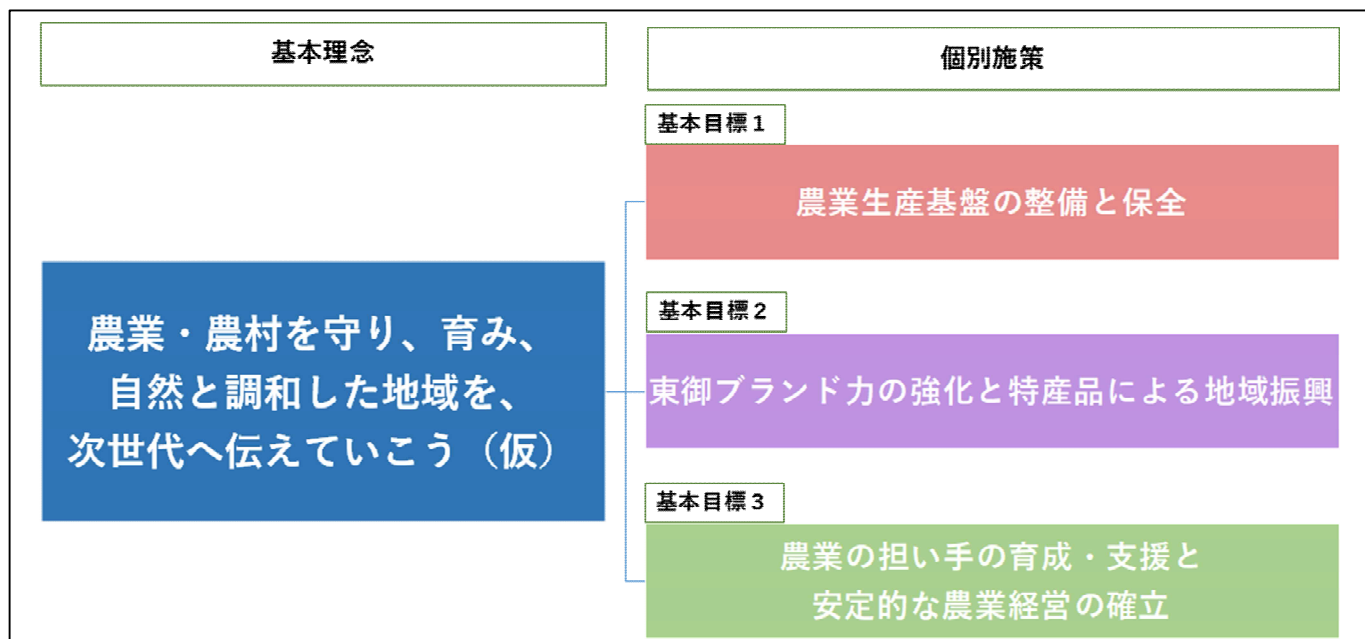 基本理念
農業・農村を守り、育み、
自然と調和した地域を、
次世代へ伝えていこう（仮）
個別施策
基本目標１
農業生産基盤の整備と保全
基本目標２
東御ブランド力の強化と特産品による地域振興
基本目標３
農業の担い手の育成・支援と
安定的な農業経営の確立